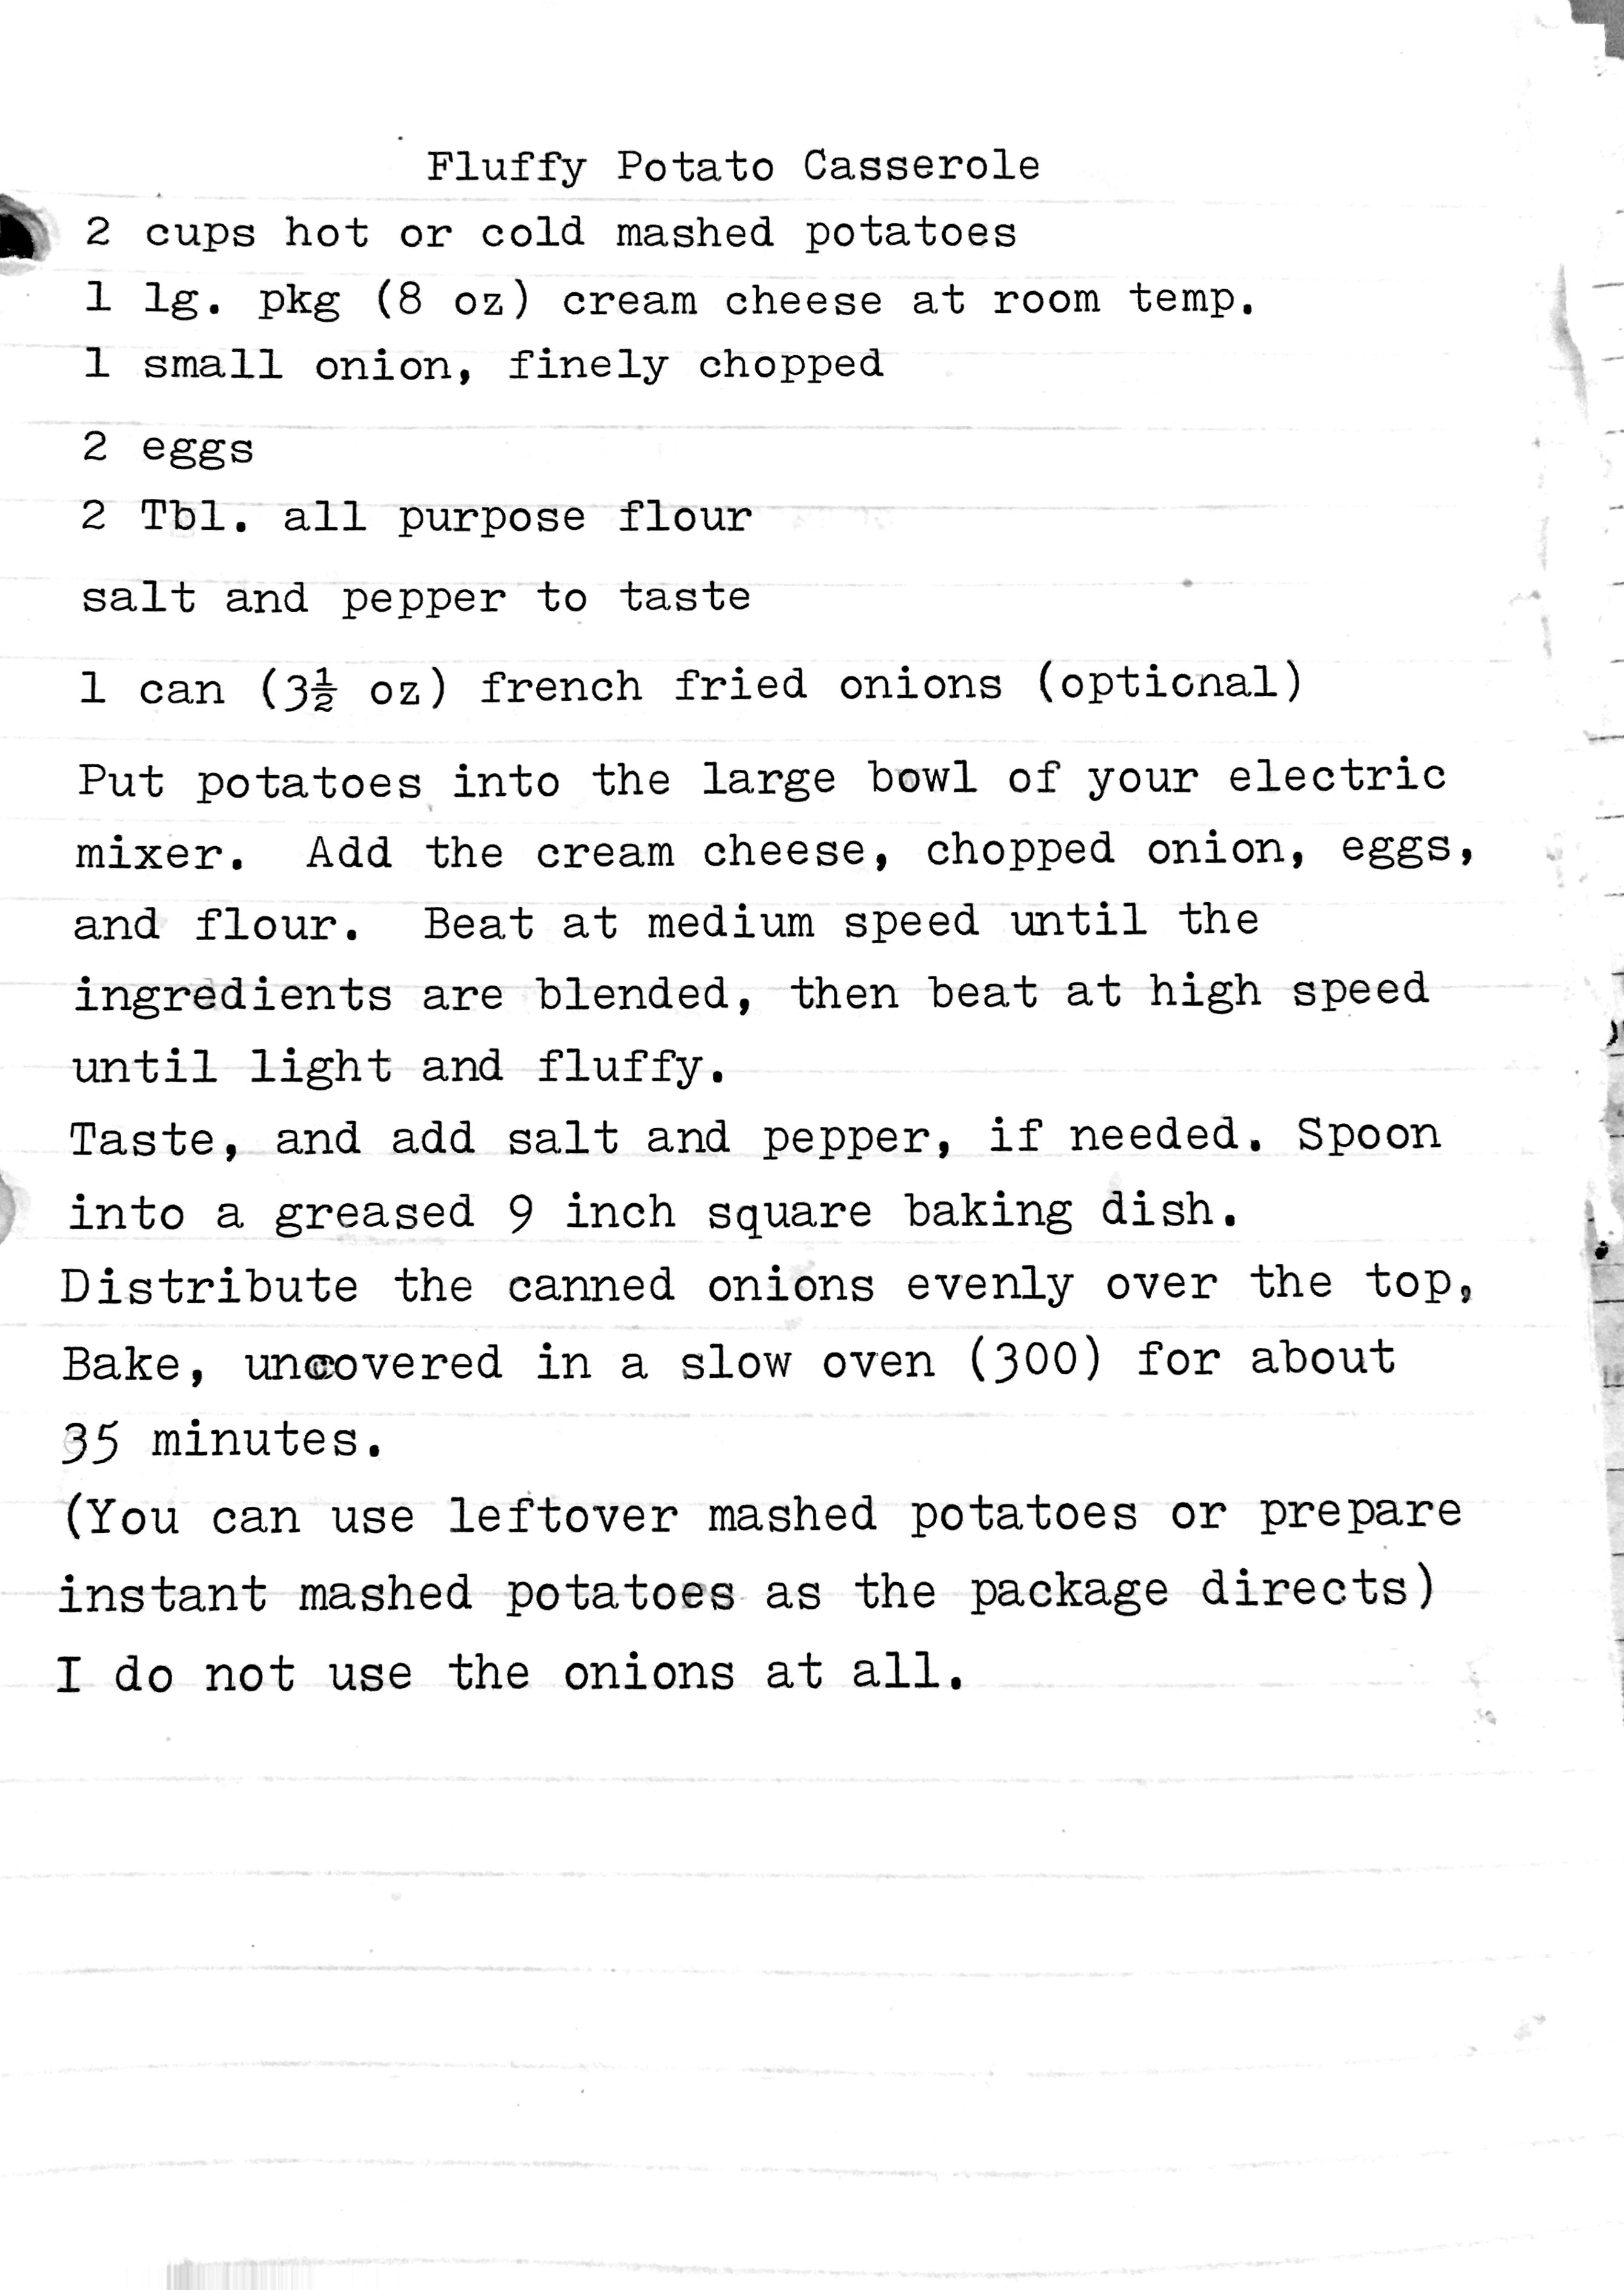 Fluffy Potato Casserole
2 cups hot or cold mashed potatoes
1 lg. pkg (8 oz) cream cheese at room temp.
1 small onion, finely chopped
2 eggs
2 Tbl. all purpose flour
salt and pepper to taste
1 can (3½ oz) french fried onions (optional)
Put potatoes into the large bowl of your electric
mixer.  Add the cream cheese, chopped onion, eggs,
and flour.  Beat at medium speed until the
ingredients are blended, then beat at high speed
until light and fluffy.
Taste, and add salt and pepper, if needed. Spoon
into a greased 9 inch square baking dish.
Distribute the canned onions evenly over the top,
Bake, uncovered in a slow oven (300) for about
35 minutes.
(You can use leftover mashed potatoes or prepare
instant mashed potatoes as the package directs)
I do not use the onions at all.